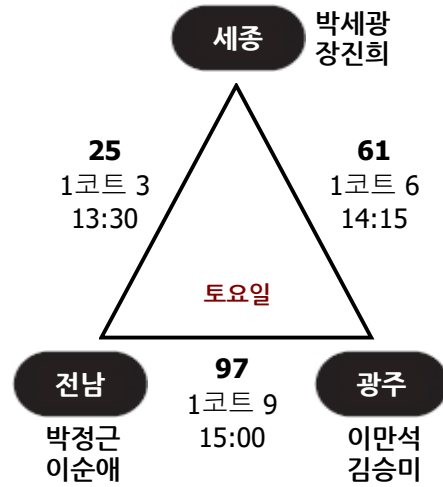 세종
박세광
장진희
25
1코트 3
13:30
61
1코트 6
14:15
토요일
전남
박정근
이순애
97
1코트 9
15:00
광주
이만석
김승미